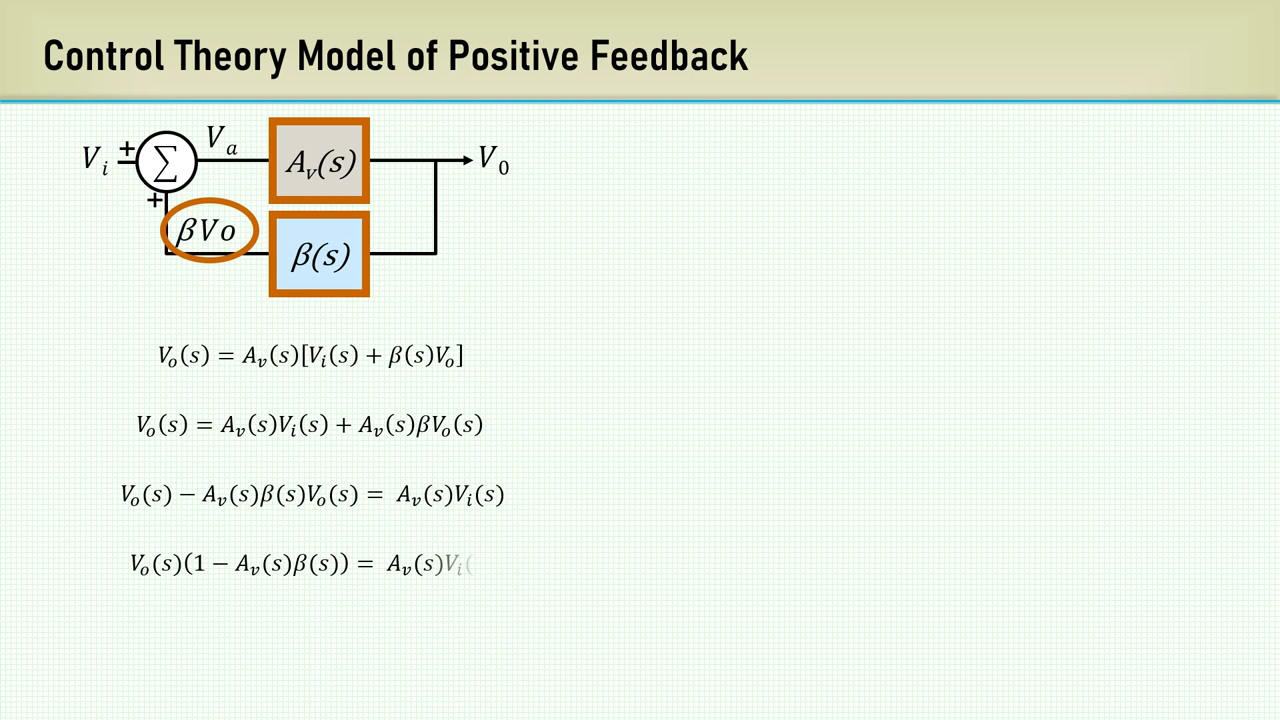 Control Theory Model of Positive Feedback
V_i + ∑ V_a A_v(s) V_0
+
βVo β(s)
V_o(s) = A_v(s)[V_i(s) + β(s)V_o]
V_o(s) = A_v(s)V_i(s) + A_v(s)βV_o(s)
V_o(s) − A_v(s)β(s)V_o(s) = A_v(s)V_i(s)
V_o(s)(1 − A_v(s)β(s)) = A_v(s)V_i(